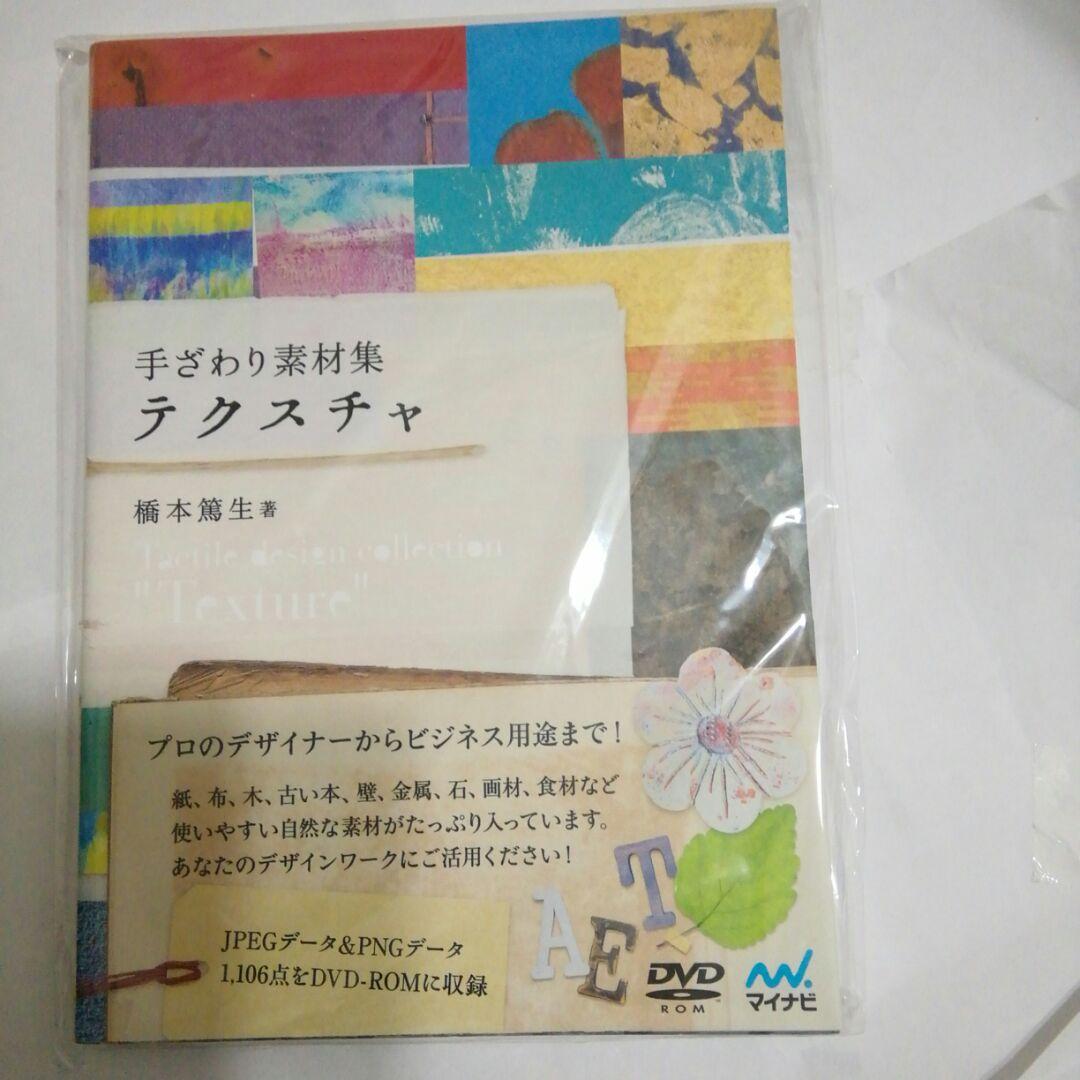 手ざわり素材集
テクスチャ
橋本篤生著
Tactile design collection
"Texture"
プロのデザイナーからビジネス用途まで!
紙、布、木、古い本、壁、金属、石、画材、食材など
使いやすい自然な素材がたっぷり入っています。
あなたのデザインワークにご活用ください!
JPEGデータ&PNGデータ
1,106点をDVD-ROMに収録
A E T
DVD
ROM
マイナビ